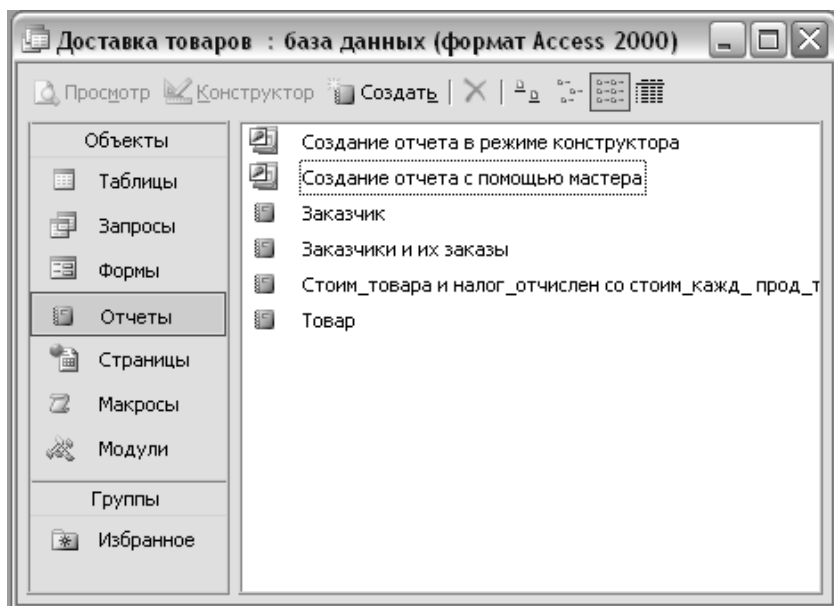 Доставка товаров : база данных (формат Access 2000)
Просмотр Конструктор Создать
Объекты
Таблицы
Запросы
Формы
Отчеты
Страницы
Макросы
Модули
Группы
Избранное
Создание отчета в режиме конструктора
Создание отчета с помощью мастера
Заказчик
Заказчики и их заказы
Стоим_товара и налог_отчислен со стоим_кажд_ прод_т
Товар